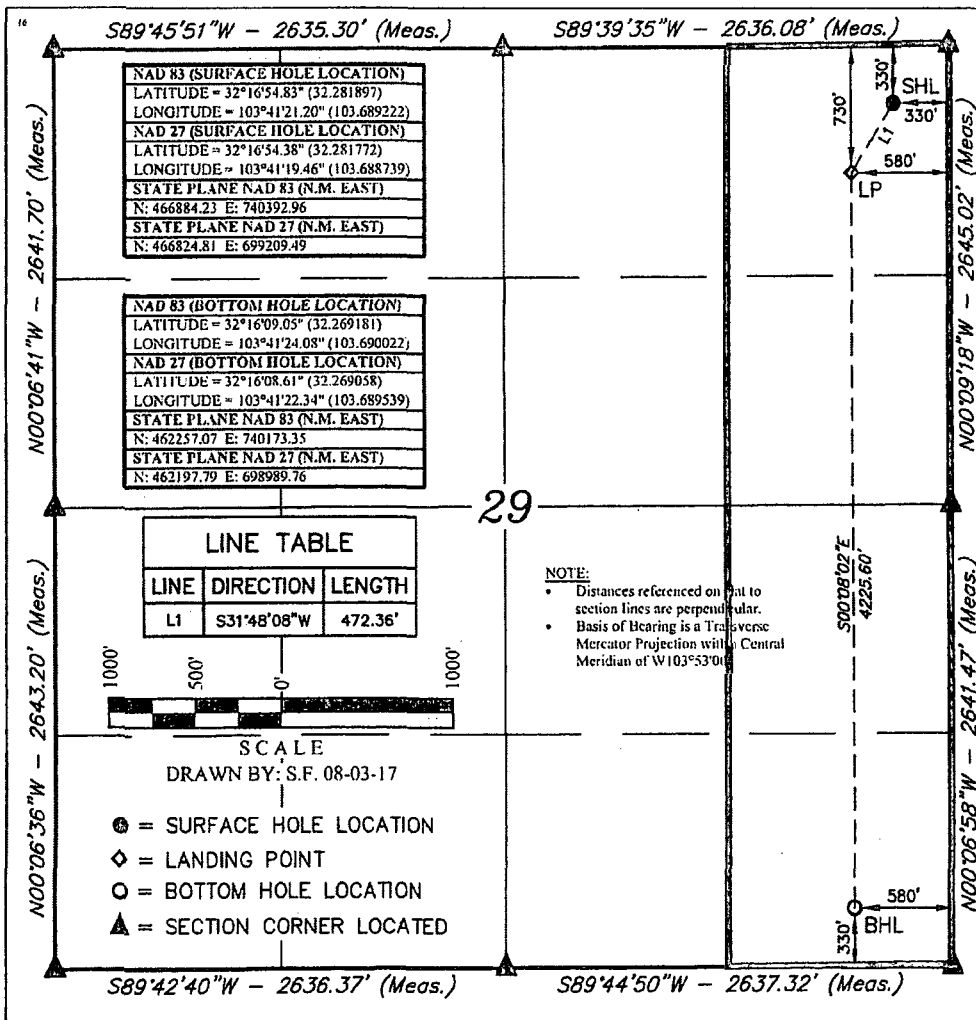 16
S89°45'51"W – 2635.30' (Meas.)
S89°39'35"W – 2636.08' (Meas.)
N00°06'41"W – 2641.70' (Meas.)
NAD 83 (SURFACE HOLE LOCATION)
LATITUDE = 32°16'54.83" (32.281897)
LONGITUDE = 103°41'21.20" (103.689222)
NAD 27 (SURFACE HOLE LOCATION)
LATITUDE = 32°16'54.38" (32.281772)
LONGITUDE = 103°41'19.46" (103.688739)
STATE PLANE NAD 83 (N.M. EAST)
N: 466884.23 E: 740392.96
STATE PLANE NAD 27 (N.M. EAST)
N: 466824.81 E: 699209.49
330'
SHL
330'
730'
L1
580'
LP
N00°09'18"W – 2645.02' (Meas.)
NAD 83 (BOTTOM HOLE LOCATION)
LATITUDE = 32°16'09.05" (32.269181)
LONGITUDE = 103°41'24.08" (103.690022)
NAD 27 (BOTTOM HOLE LOCATION)
LATITUDE = 32°16'08.61" (32.269058)
LONGITUDE = 103°41'22.34" (103.689539)
STATE PLANE NAD 83 (N.M. EAST)
N: 462257.07 E: 740173.35
STATE PLANE NAD 27 (N.M. EAST)
N: 462197.79 E: 698989.76
29
LINE TABLE
LINE DIRECTION LENGTH
L1 S31°48'08"W 472.36'
NOTE:
• Distances referenced on to
section lines are
• Basis of Bearing is a
Mercator Projection Central
Meridian of
S00°08'02"E
4225.60'
1000' 500' 0' 1000'
SCALE
DRAWN BY: S.F. 08-03-17
N00°06'36"W – 2643.20' (Meas.)
N00°06'58"W – 2641.47' (Meas.)
= SURFACE HOLE LOCATION
= LANDING POINT
= BOTTOM HOLE LOCATION
= SECTION CORNER LOCATED
580'
BHL
330'
S89°42'40"W – 2636.37' (Meas.)
S89°44'50"W – 2637.32' (Meas.)